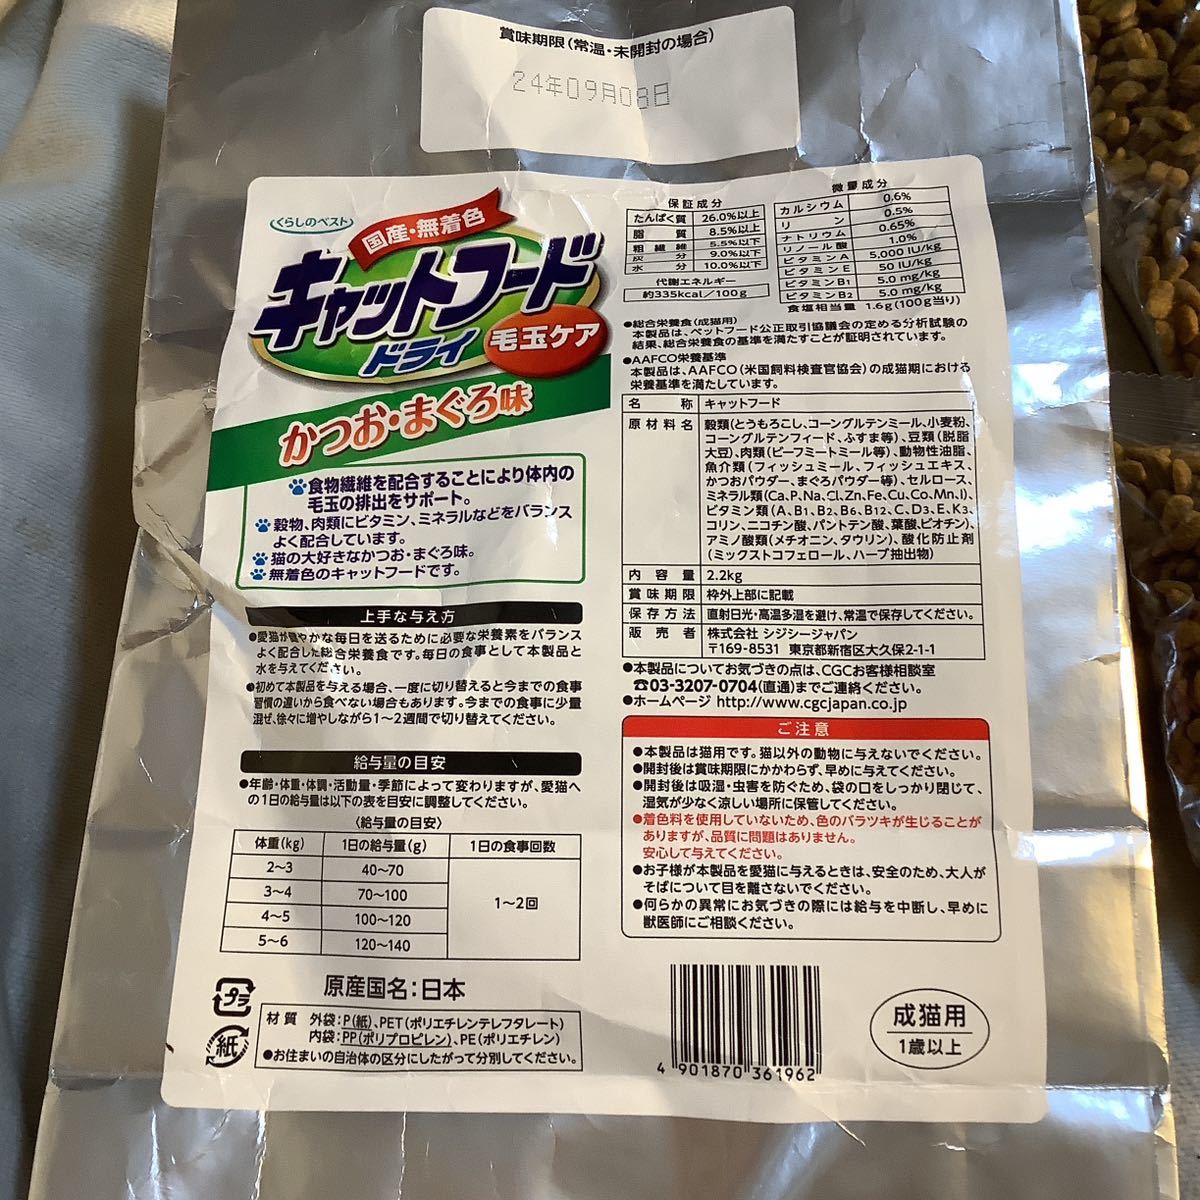 賞味期限(常温・未開封の場合)
24年09月08日
くらしのベスト
国産・無着色
キャットフード
ドライ
毛玉ケア
かつお・まぐろ味
食物繊維を配合することにより体内の
毛玉の排出をサポート。
穀物、肉類にビタミン、ミネラルなどをバランス
よく配合しています。
猫の大好きなかつお・まぐろ味。
無着色のキャットフードです。
上手な与え方
●愛猫が健やかな毎日を送るために必要な栄養素をバランス
よく配合した総合栄養食です。毎日の食事として本製品と
水を与えてください。
●初めて本製品を与える場合、一度に切り替えると今までの食事
習慣の違いから食べない場合もあります。今までの食事に少量
混ぜ、徐々に増やしながら1〜2週間で切り替えてください。
給与量の目安
●年齢・体重・体調・活動量・季節によって変わりますが、愛猫へ
の1日の給与量は以下の表を目安に調整してください。
〈給与量の目安〉
体重(kg) 1日の給与量(g) 1日の食事回数
2〜3 40〜70
3〜4 70〜100
4〜5 100〜120
5〜6 120〜140
1〜2回
原産国名:日本
プラ
紙
材質 外袋:P(紙)、PET(ポリエチレンテレフタレート)
内袋:PP(ポリプロピレン)、PE(ポリエチレン)
●お住まいの自治体の区分にしたがって分別してください。
保証成分
たんぱく質 26.0%以上
脂質 8.5%以上
粗繊維 5.5%以下
灰分 9.0%以下
水分 10.0%以下
代謝エネルギー
約335kcal/100g
微量成分
カルシウム 0.6%
リン 0.5%
ナトリウム 0.65%
リノール酸 1.0%
ビタミンA 5,000 IU/kg
ビタミンE 50 IU/kg
ビタミンB1 5.0 mg/kg
ビタミンB2 5.0 mg/kg
食塩相当量 1.6g(100g当り)
●総合栄養食(成猫用)
本製品は、ペットフード公正取引協議会の定める分析試験の
結果、総合栄養食の基準を満たすことが証明されています。
●AAFCO栄養基準
本製品は、AAFCO(米国飼料検査官協会)の成猫期における
栄養基準を満たしています。
名称 キャットフード
原材料名 穀類(とうもろこし、コーングルテンミール、小麦粉、
コーングルテンフィード、ふすま等)、豆類(脱脂
大豆)、肉類(ビーフミートミール等)、動物性油脂、
魚介類(フィッシュミール、フィッシュエキス、
かつおパウダー、まぐろパウダー等)、セルロース、
ミネラル類(Ca,P,Na,Cl,Zn,Fe,Cu,Co,Mn,I)、
ビタミン類(A、B1、B2、B6、B12、C、D3、E、K3、
コリン、ニコチン酸、パントテン酸、葉酸、ビオチン)、
アミノ酸類(メチオニン、タウリン)、酸化防止剤
(ミックストコフェロール、ハーブ抽出物)
内容量 2.2kg
賞味期限 枠外上部に記載
保存方法 直射日光・高温多湿を避け、常温で保存してください。
販売者 株式会社 シジシージャパン
〒169-8531 東京都新宿区大久保2-1-1
●本製品についてお気づきの点は、CGCお客様相談室
☎03-3207-0704(直通)までご連絡ください。
●ホームページ http://www.cgcjapan.co.jp
ご注意
●本製品は猫用です。猫以外の動物に与えないでください。
●開封後は賞味期限にかかわらず、早めに与えてください。
●開封後は吸湿・虫害を防ぐため、袋の口をしっかり閉じて、
湿気が少なく涼しい場所に保管してください。
●着色料を使用していないため、色のバラツキが生じることが
ありますが、品質に問題はありません。
安心して与えてください。
●お子様が本製品を愛猫に与えるときは、安全のため、大人が
そばについて目を離さないでください。
●何らかの異常にお気づきの際には給与を中断し、早めに
獣医師にご相談ください。
4 901870 361962
成猫用
1歳以上